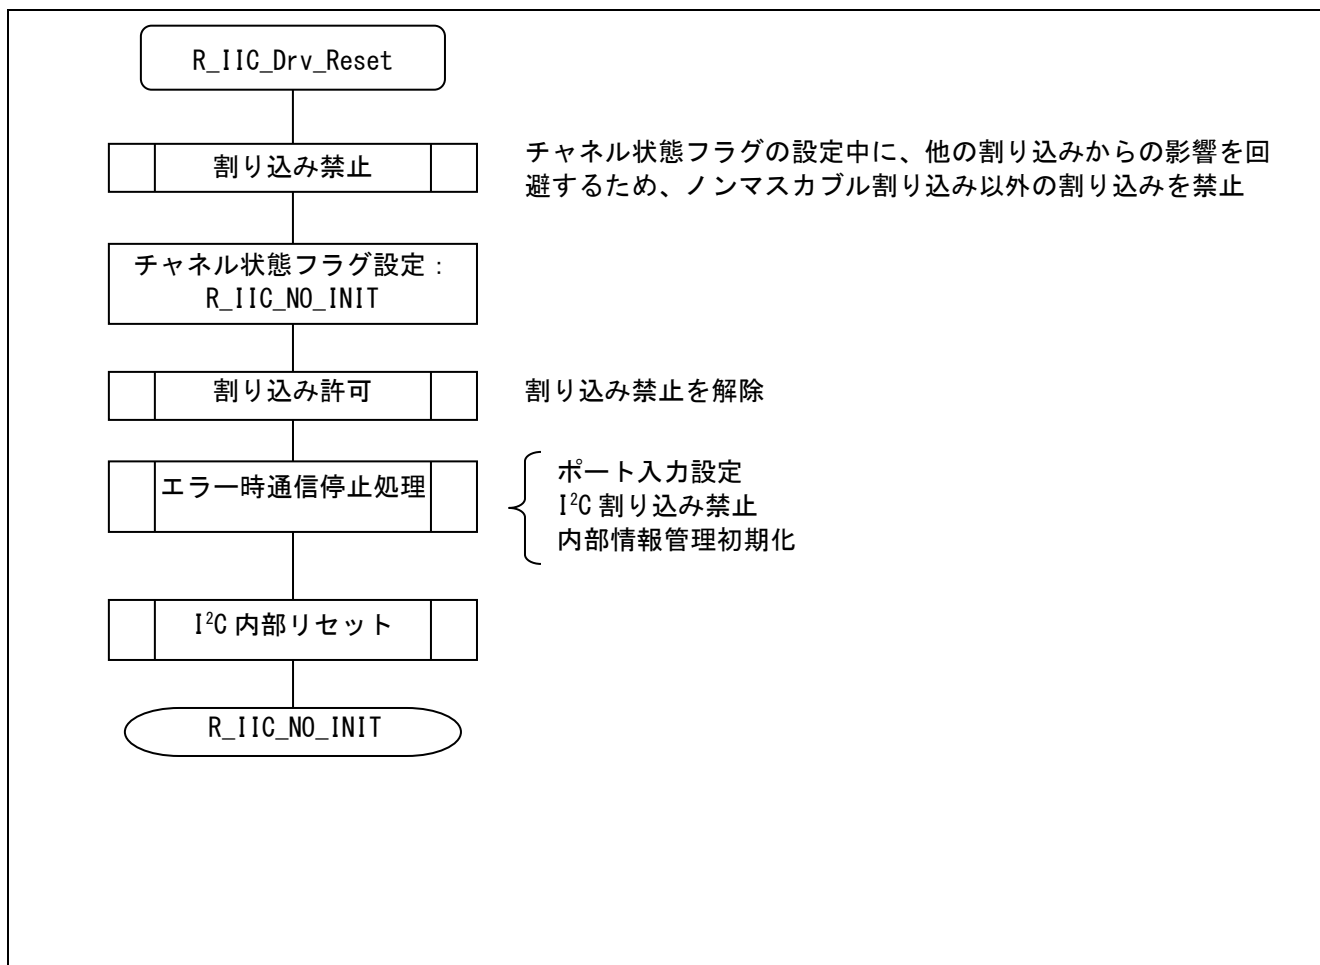 R_IIC_Drv_Reset
割り込み禁止
チャネル状態フラグの設定中に、他の割り込みからの影響を回
避するため、ノンマスカブル割り込み以外の割り込みを禁止
チャネル状態フラグ設定：
R_IIC_NO_INIT
割り込み許可
割り込み禁止を解除
エラー時通信停止処理
ポート入力設定
I²C 割り込み禁止
内部情報管理初期化
I²C 内部リセット
R_IIC_NO_INIT